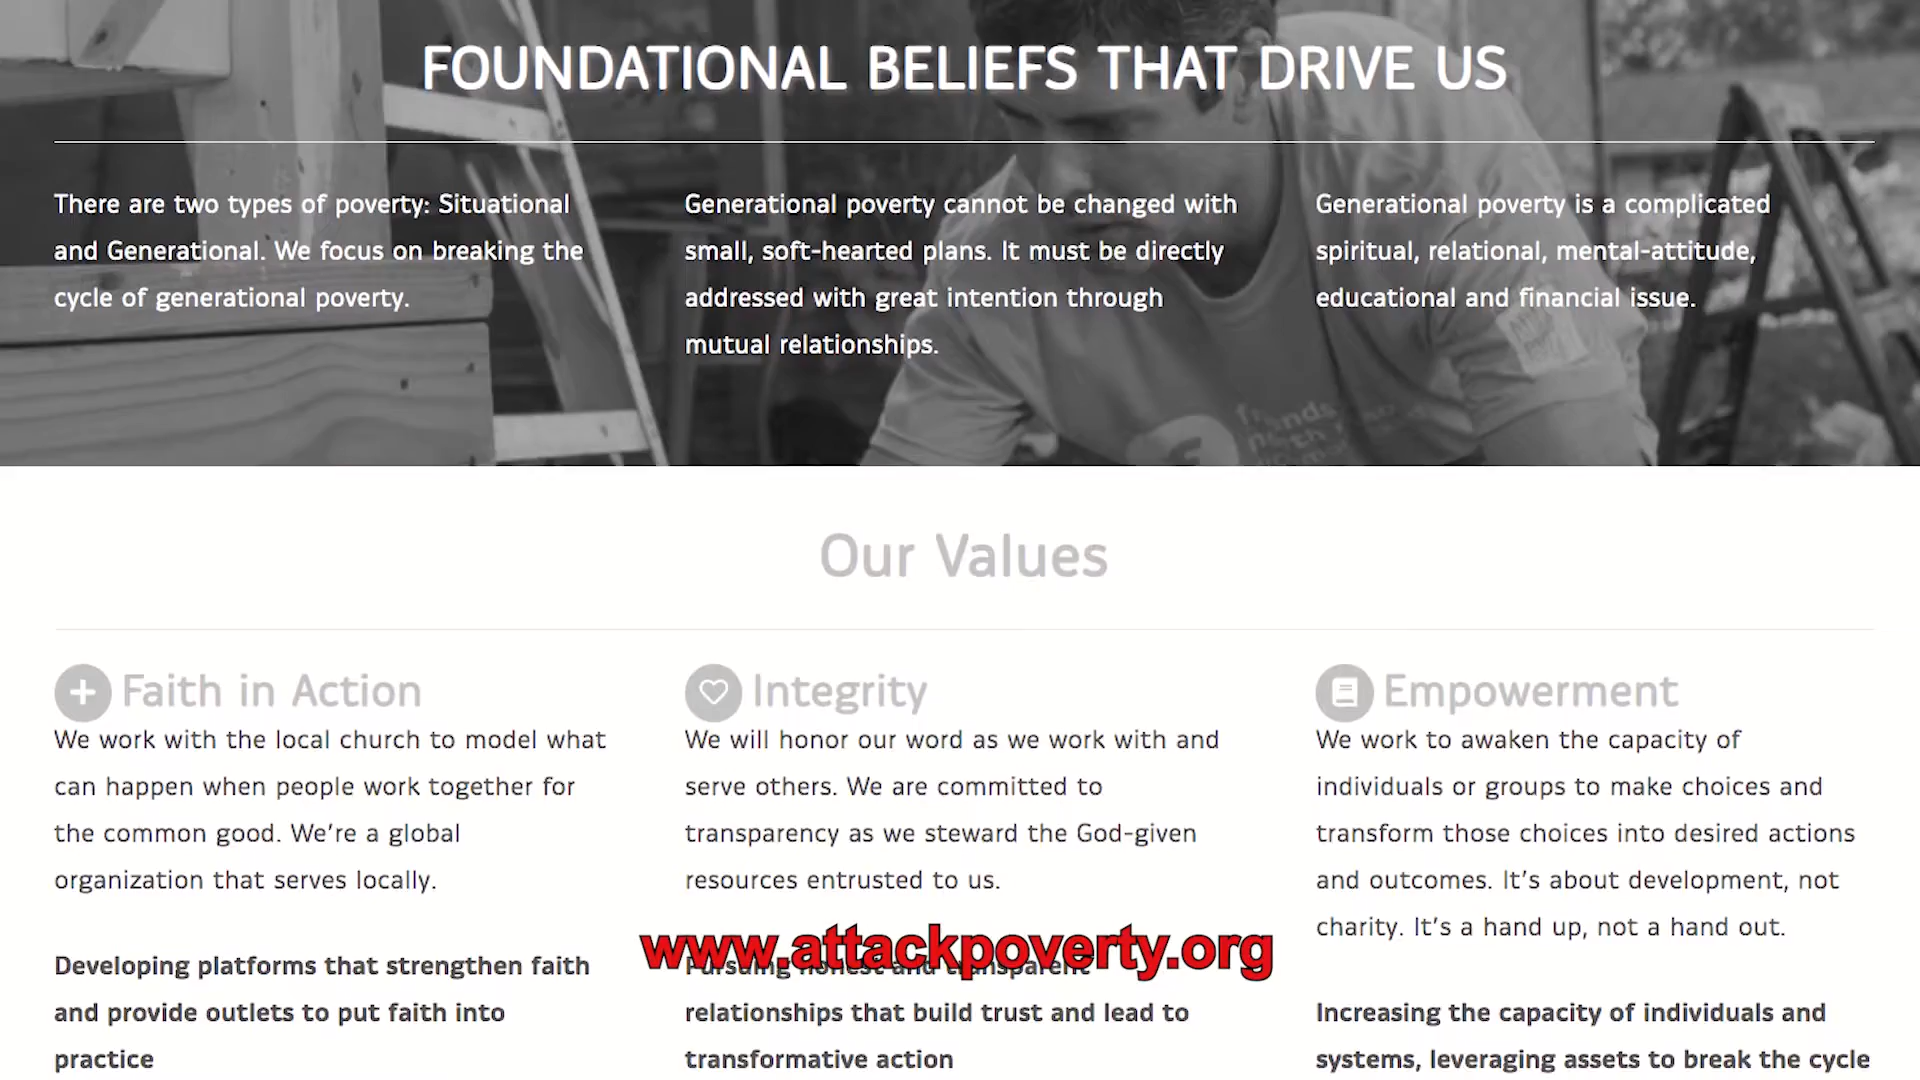 FOUNDATIONAL BELIEFS THAT DRIVE US
There are two types of poverty: Situational
and Generational. We focus on breaking the
cycle of generational poverty.
Generational poverty cannot be changed with
small, soft-hearted plans. It must be directly
addressed with great intention through
mutual relationships.
Generational poverty is a complicated
spiritual, relational, mental-attitude,
educational and financial issue.
Our Values
Faith in Action
We work with the local church to model what
can happen when people work together for
the common good. We're a global
organization that serves locally.
Developing platforms that strengthen faith
and provide outlets to put faith into
practice
Integrity
We will honor our word as we work with and
serve others. We are committed to
transparency as we steward the God-given
resources entrusted to us.
Pursuing honest and transparent
relationships that build trust and lead to
transformative action
Empowerment
We work to awaken the capacity of
individuals or groups to make choices and
transform those choices into desired actions
and outcomes. It's about development, not
charity. It's a hand up, not a hand out.
Increasing the capacity of individuals and
systems, leveraging assets to break the cycle
www.attackpoverty.org